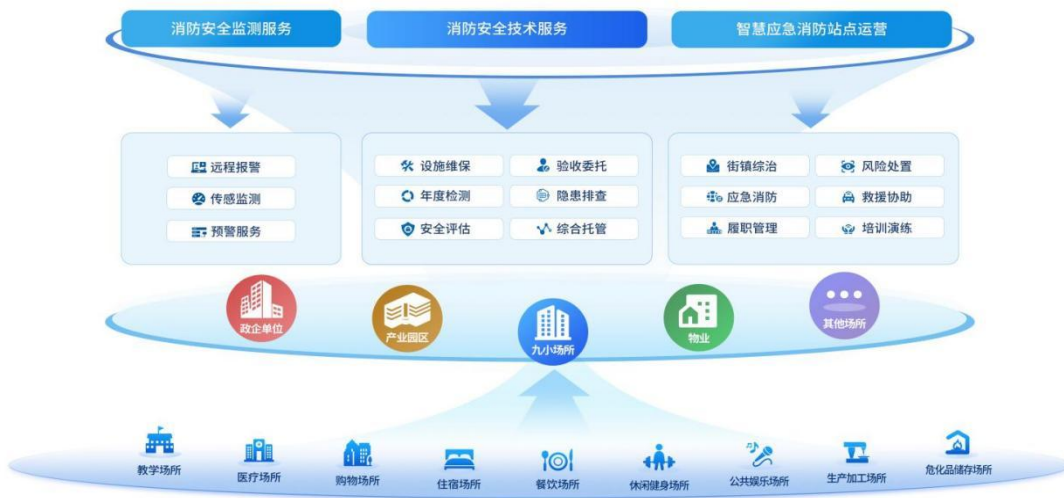 消防安全监测服务
消防安全技术服务
智慧应急消防站点运营
远程报警
传感监测
预警服务
设施维保
验收委托
年度检测
隐患排查
安全评估
综合托管
街镇综治
风险处置
应急消防
救援协助
履职管理
培训演练
政企单位
产业园区
九小场所
物业
其他场所
教学场所
医疗场所
购物场所
住宿场所
餐饮场所
休闲健身场所
公共娱乐场所
生产加工场所
危化品储存场所